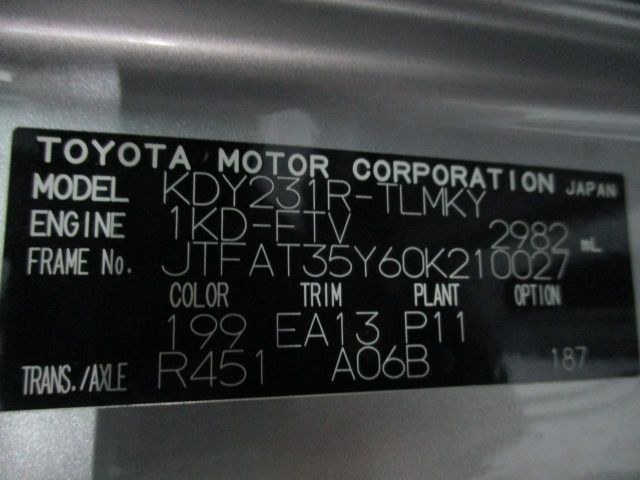 TOYOTA MOTOR CORPORATION JAPAN
MODEL KDY231R-TLMKY
ENGINE 1KD-FTV 2982 mL
FRAME No. JTFAT35Y60K210027
COLOR TRIM PLANT OPTION
199 EA13 P11
TRANS./AXLE R451 A06B 187